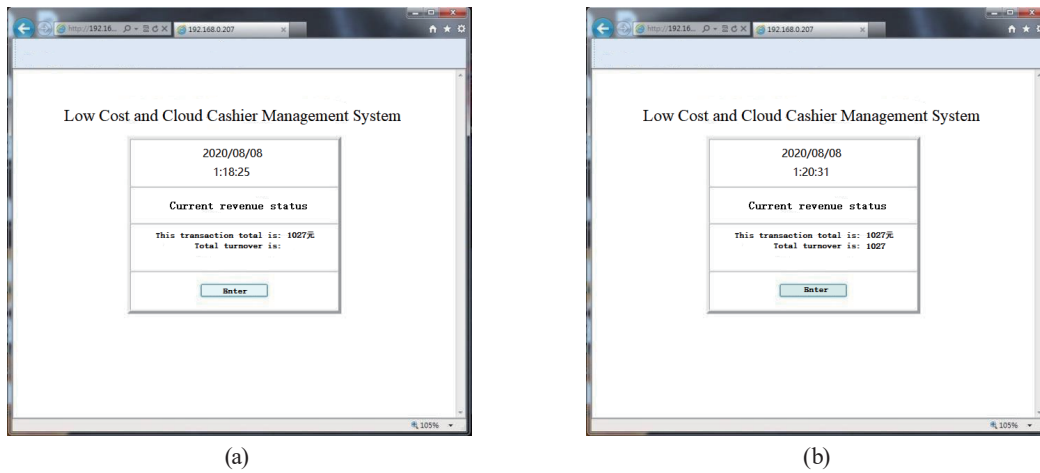 http://192.16...
192.168.0.207
Low Cost and Cloud Cashier Management System
2020/08/08
1:18:25
Current revenue status
This transaction total is: 1027元
Total turnover is:
Enter
105%
(a)
http://192.16...
192.168.0.207
Low Cost and Cloud Cashier Management System
2020/08/08
1:20:31
Current revenue status
This transaction total is: 1027元
Total turnover is: 1027
Enter
105%
(b)